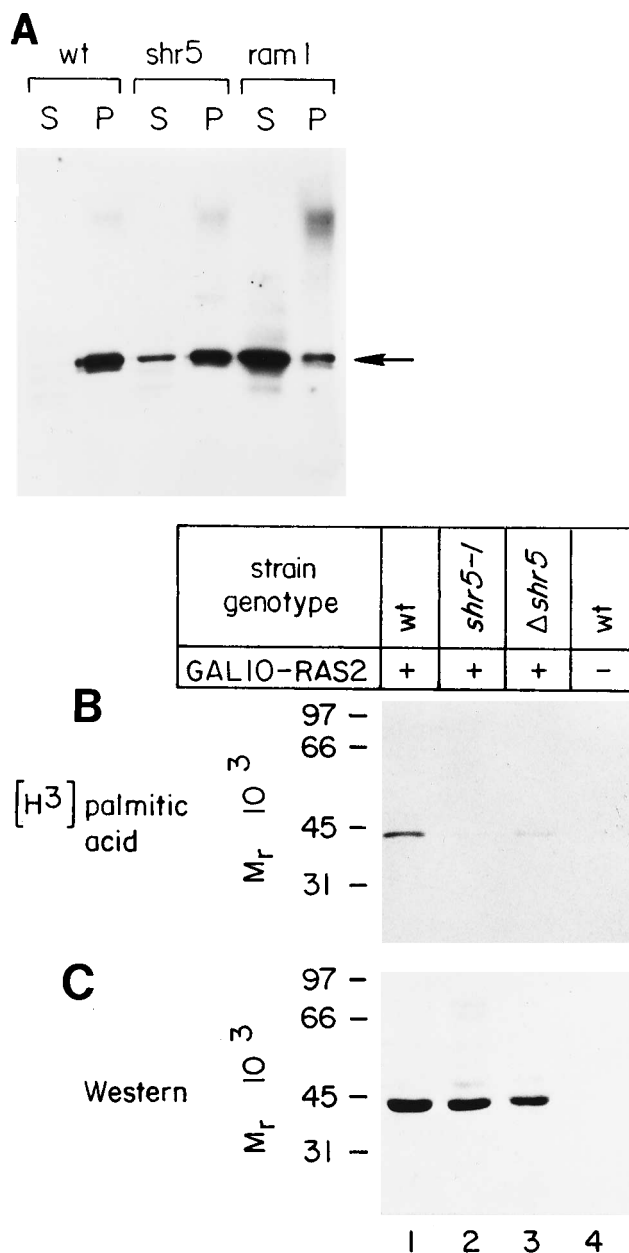 A
wt shr5 ram1
S P S P S P
strain genotype wt shr5-1 Δshr5 wt
GAL10-RAS2 + + + -
B
[H3] palmitic acid
Mr 10 3
97 -
66 -
45 -
31 -
C
Western
Mr 10 3
97 -
66 -
45 -
31 -
1 2 3 4